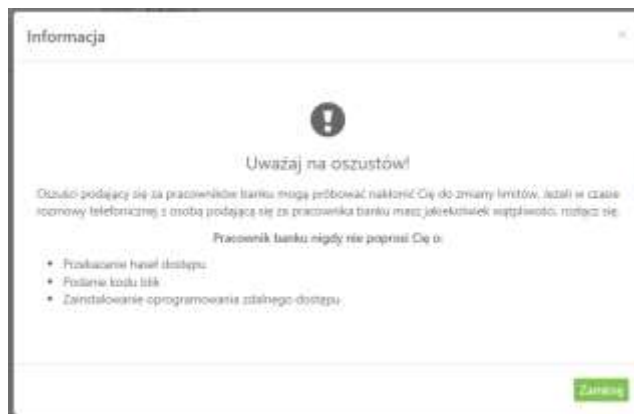 Informacja
×
Uważaj na oszustów!
Oszuści podający się za pracowników banku mogą próbować nakłonić Cię do zmiany limitów. Jeżeli w czasie
rozmowy telefonicznej z osobą podającą się za pracownika banku masz jakiekolwiek wątpliwości, rozłącz się.
Pracownik banku nigdy nie poprosi Cię o:
• Przekazanie haseł dostępu
• Podanie kodu blik
• Zainstalowanie oprogramowania zdalnego dostępu
Zamknij